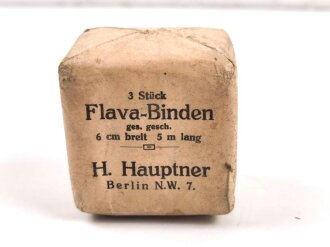 3 Stück
Flava-Binden
ges. gesch.
6 cm breit 5 m lang
H. Hauptner
Berlin N.W. 7.